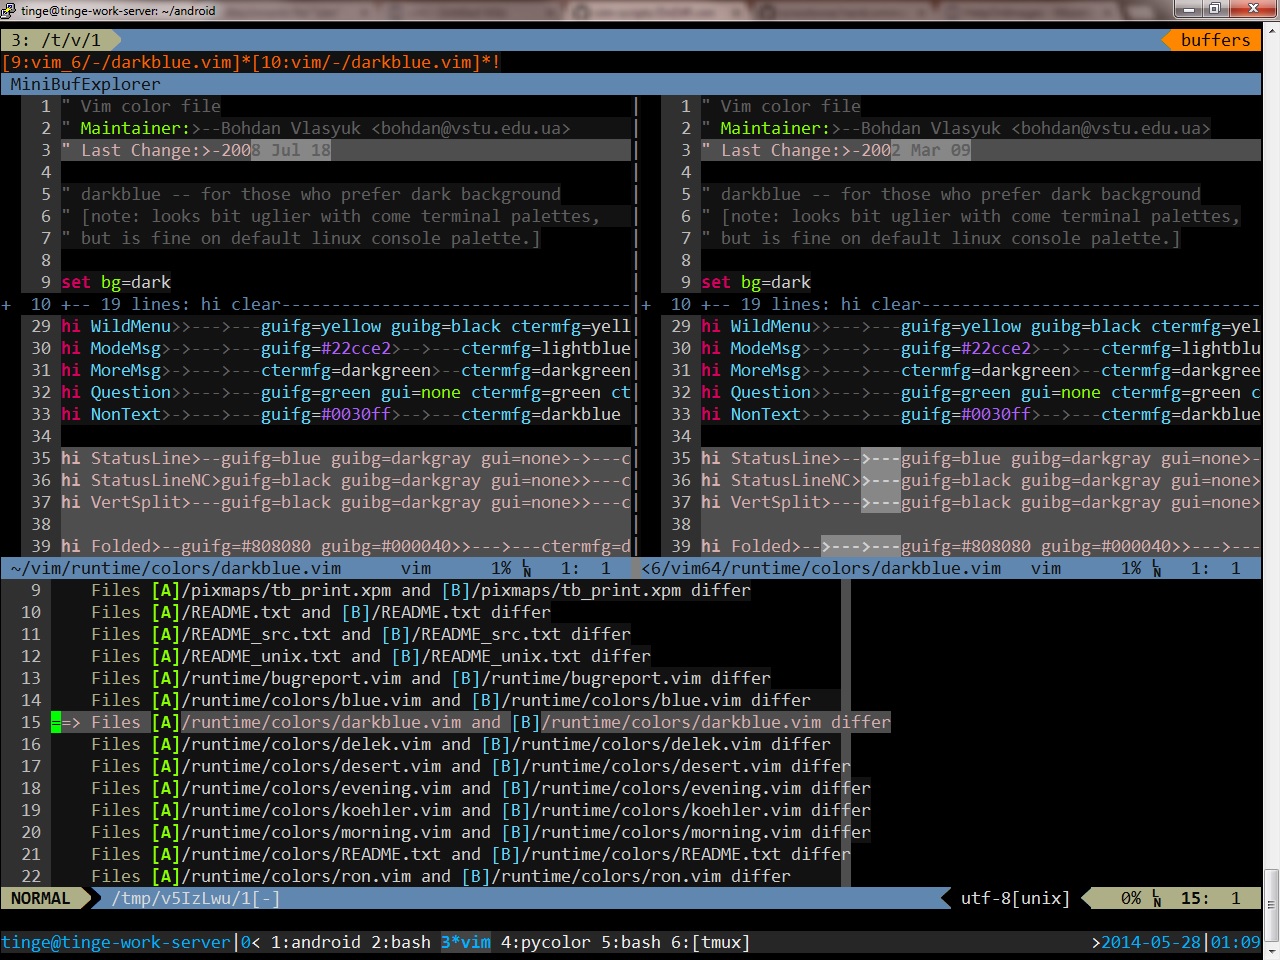 tinge@tinge-work-server: ~/android
3: /t/v/1 buffers
[9:vim_6/-/darkblue.vim]*[10:vim/-/darkblue.vim]*!
MiniBufExplorer
1 " Vim color file | 1 " Vim color file
2 " Maintainer:>--Bohdan Vlasyuk <bohdan@vstu.edu.ua> | 2 " Maintainer:>--Bohdan Vlasyuk <bohdan@vstu.edu.ua>
3 " Last Change:>-2008 Jul 18 | 3 " Last Change:>-2002 Mar 09
4 | 4
5 " darkblue -- for those who prefer dark background | 5 " darkblue -- for those who prefer dark background
6 " [note: looks bit uglier with come terminal palettes, | 6 " [note: looks bit uglier with come terminal palettes,
7 " but is fine on default linux console palette.] | 7 " but is fine on default linux console palette.]
8 | 8
9 set bg=dark | 9 set bg=dark
+ 10 +-- 19 lines: hi clear-----------------------------------|+ 10 +-- 19 lines: hi clear----------------------------------
29 hi WildMenu>>--->---guifg=yellow guibg=black ctermfg=yell| 29 hi WildMenu>>--->---guifg=yellow guibg=black ctermfg=yel
30 hi ModeMsg>->--->---guifg=#22cce2>-->---ctermfg=lightblue| 30 hi ModeMsg>->--->---guifg=#22cce2>-->---ctermfg=lightblu
31 hi MoreMsg>->--->---ctermfg=darkgreen>--ctermfg=darkgreen| 31 hi MoreMsg>->--->---ctermfg=darkgreen>--ctermfg=darkgree
32 hi Question>>--->---guifg=green gui=none ctermfg=green ct| 32 hi Question>>--->---guifg=green gui=none ctermfg=green c
33 hi NonText>->--->---guifg=#0030ff>-->---ctermfg=darkblue | 33 hi NonText>->--->---guifg=#0030ff>-->---ctermfg=darkblue
34 | 34
35 hi StatusLine>--guifg=blue guibg=darkgray gui=none>->---c| 35 hi StatusLine>-->---guifg=blue guibg=darkgray gui=none>-
36 hi StatusLineNC>guifg=black guibg=darkgray gui=none>>---c| 36 hi StatusLineNC>>---guifg=black guibg=darkgray gui=none>
37 hi VertSplit>---guifg=black guibg=darkgray gui=none>>---c| 37 hi VertSplit>--->---guifg=black guibg=darkgray gui=none>
38 | 38
39 hi Folded>--guifg=#808080 guibg=#000040>>--->---ctermfg=d| 39 hi Folded>-->--->---guifg=#808080 guibg=#000040>>--->---
~/vim/runtime/colors/darkblue.vim vim 1% LN 1: 1 <6/vim64/runtime/colors/darkblue.vim vim 1% LN 1: 1
9 Files [A]/pixmaps/tb_print.xpm and [B]/pixmaps/tb_print.xpm differ
10 Files [A]/README.txt and [B]/README.txt differ
11 Files [A]/README_src.txt and [B]/README_src.txt differ
12 Files [A]/README_unix.txt and [B]/README_unix.txt differ
13 Files [A]/runtime/bugreport.vim and [B]/runtime/bugreport.vim differ
14 Files [A]/runtime/colors/blue.vim and [B]/runtime/colors/blue.vim differ
15 ==> Files [A]/runtime/colors/darkblue.vim and [B]/runtime/colors/darkblue.vim differ
16 Files [A]/runtime/colors/delek.vim and [B]/runtime/colors/delek.vim differ
17 Files [A]/runtime/colors/desert.vim and [B]/runtime/colors/desert.vim differ
18 Files [A]/runtime/colors/evening.vim and [B]/runtime/colors/evening.vim differ
19 Files [A]/runtime/colors/koehler.vim and [B]/runtime/colors/koehler.vim differ
20 Files [A]/runtime/colors/morning.vim and [B]/runtime/colors/morning.vim differ
21 Files [A]/runtime/colors/README.txt and [B]/runtime/colors/README.txt differ
22 Files [A]/runtime/colors/ron.vim and [B]/runtime/colors/ron.vim differ
NORMAL /tmp/v5IzLwu/1[-] utf-8[unix] 0% LN 15: 1
tinge@tinge-work-server|0< 1:android 2:bash 3*vim 4:pycolor 5:bash 6:[tmux] >2014-05-28|01:09